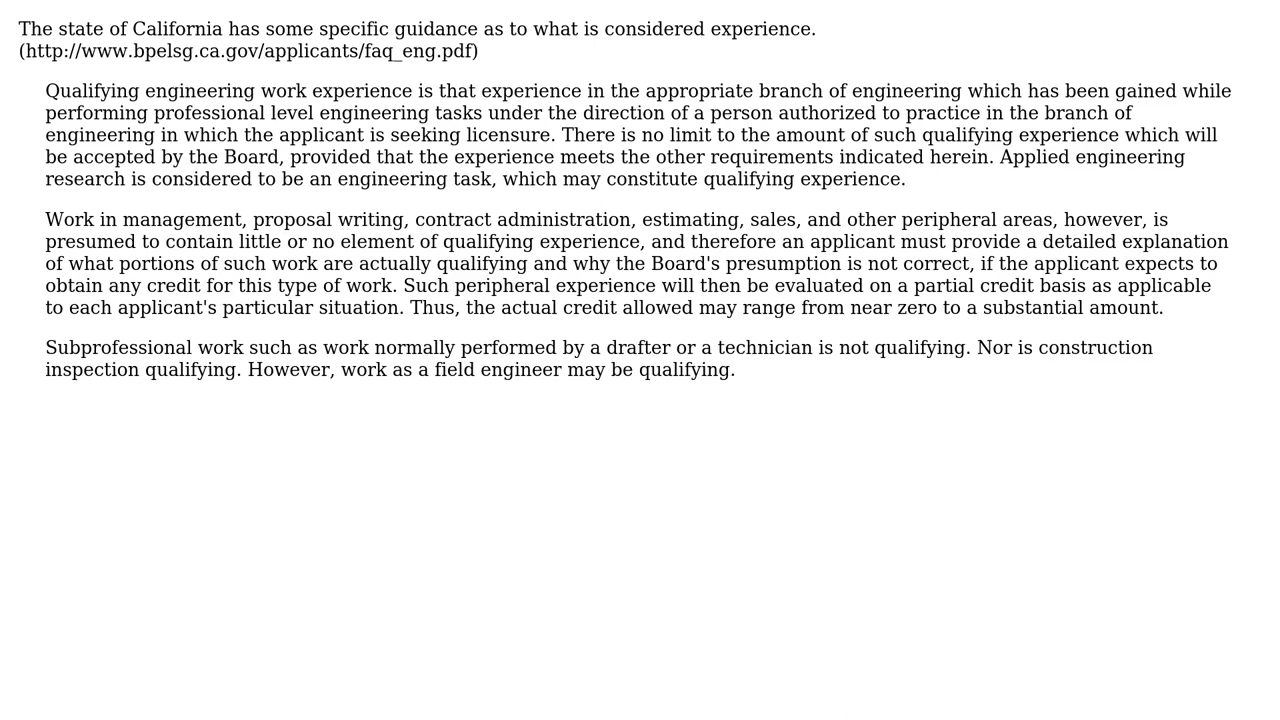 The state of California has some specific guidance as to what is considered experience.
(http://www.bpelsg.ca.gov/applicants/faq_eng.pdf)
Qualifying engineering work experience is that experience in the appropriate branch of engineering which has been gained while
performing professional level engineering tasks under the direction of a person authorized to practice in the branch of
engineering in which the applicant is seeking licensure. There is no limit to the amount of such qualifying experience which will
be accepted by the Board, provided that the experience meets the other requirements indicated herein. Applied engineering
research is considered to be an engineering task, which may constitute qualifying experience.
Work in management, proposal writing, contract administration, estimating, sales, and other peripheral areas, however, is
presumed to contain little or no element of qualifying experience, and therefore an applicant must provide a detailed explanation
of what portions of such work are actually qualifying and why the Board's presumption is not correct, if the applicant expects to
obtain any credit for this type of work. Such peripheral experience will then be evaluated on a partial credit basis as applicable
to each applicant's particular situation. Thus, the actual credit allowed may range from near zero to a substantial amount.
Subprofessional work such as work normally performed by a drafter or a technician is not qualifying. Nor is construction
inspection qualifying. However, work as a field engineer may be qualifying.